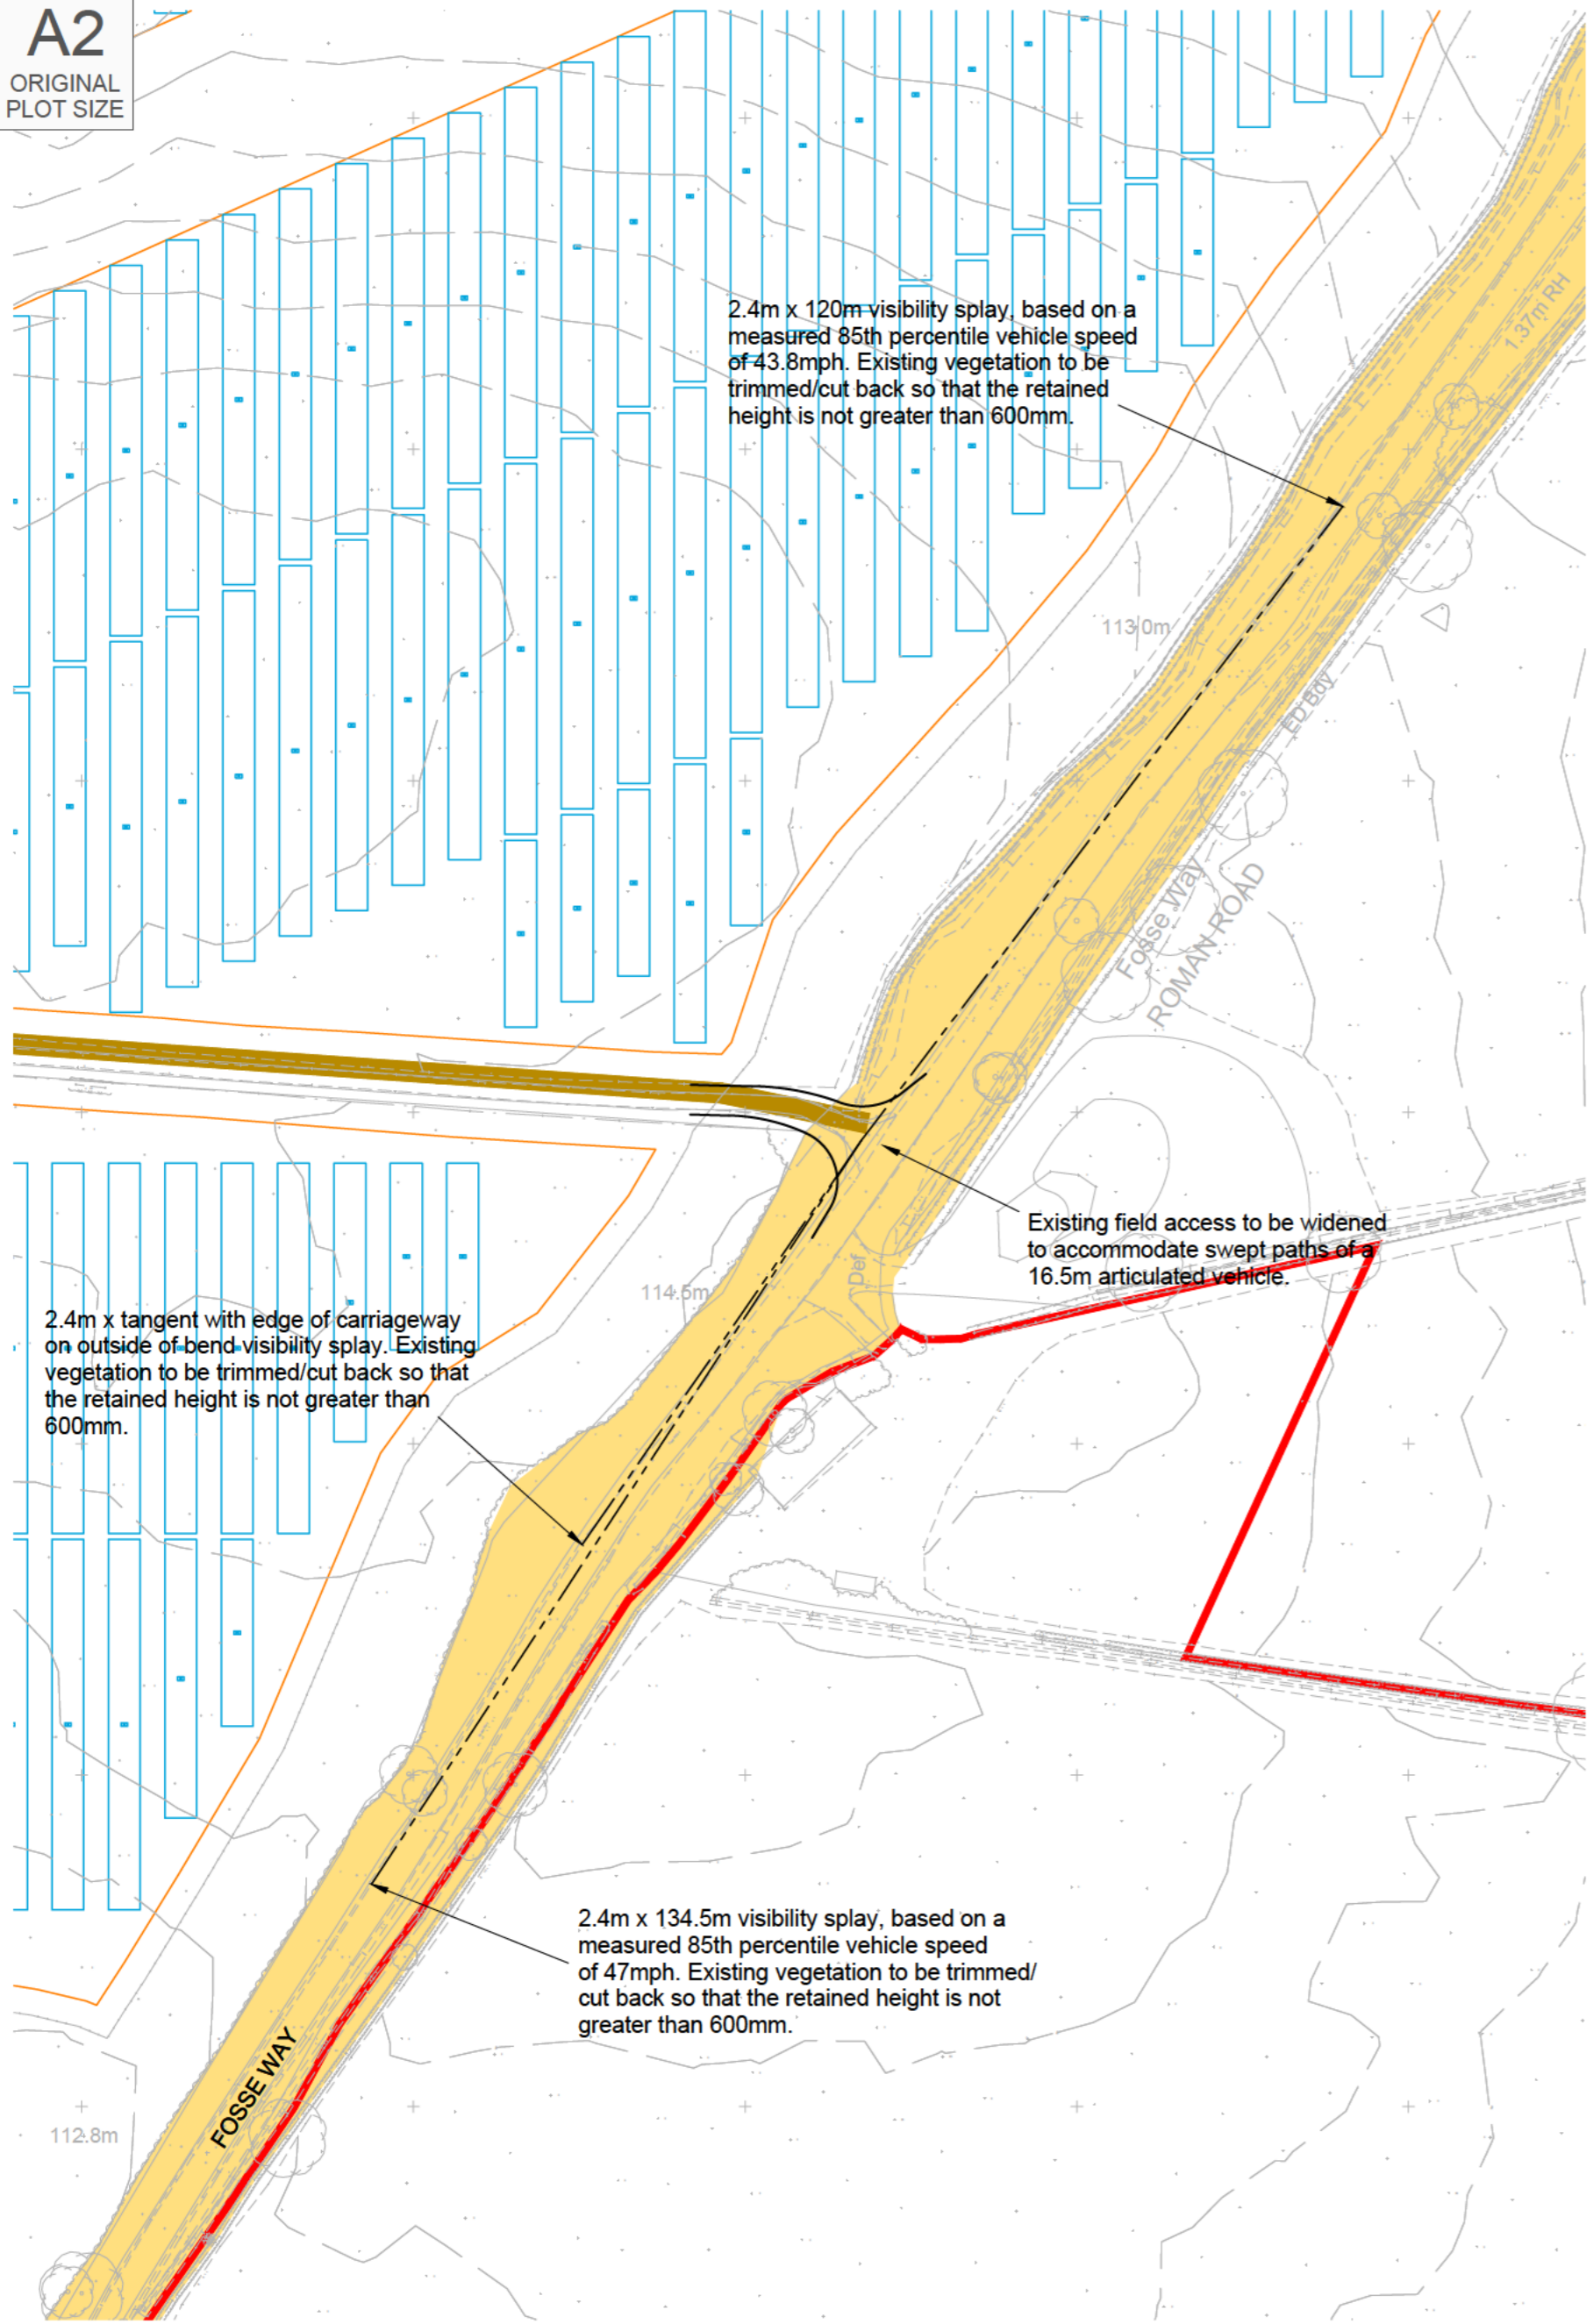 A2
ORIGINAL
PLOT SIZE
2.4m x 120m visibility splay, based on a
measured 85th percentile vehicle speed
of 43.8mph. Existing vegetation to be
trimmed/cut back so that the retained
height is not greater than 600mm.
1.37m RH
113.0m
ED Bdy
Fosse Way
ROMAN ROAD
Existing field access to be widened
to accommodate swept paths of a
16.5m articulated vehicle.
Def
114.5m
2.4m x tangent with edge of carriageway
on outside of bend visibility splay. Existing
vegetation to be trimmed/cut back so that
the retained height is not greater than
600mm.
2.4m x 134.5m visibility splay, based on a
measured 85th percentile vehicle speed
of 47mph. Existing vegetation to be trimmed/
cut back so that the retained height is not
greater than 600mm.
FOSSE WAY
112.8m